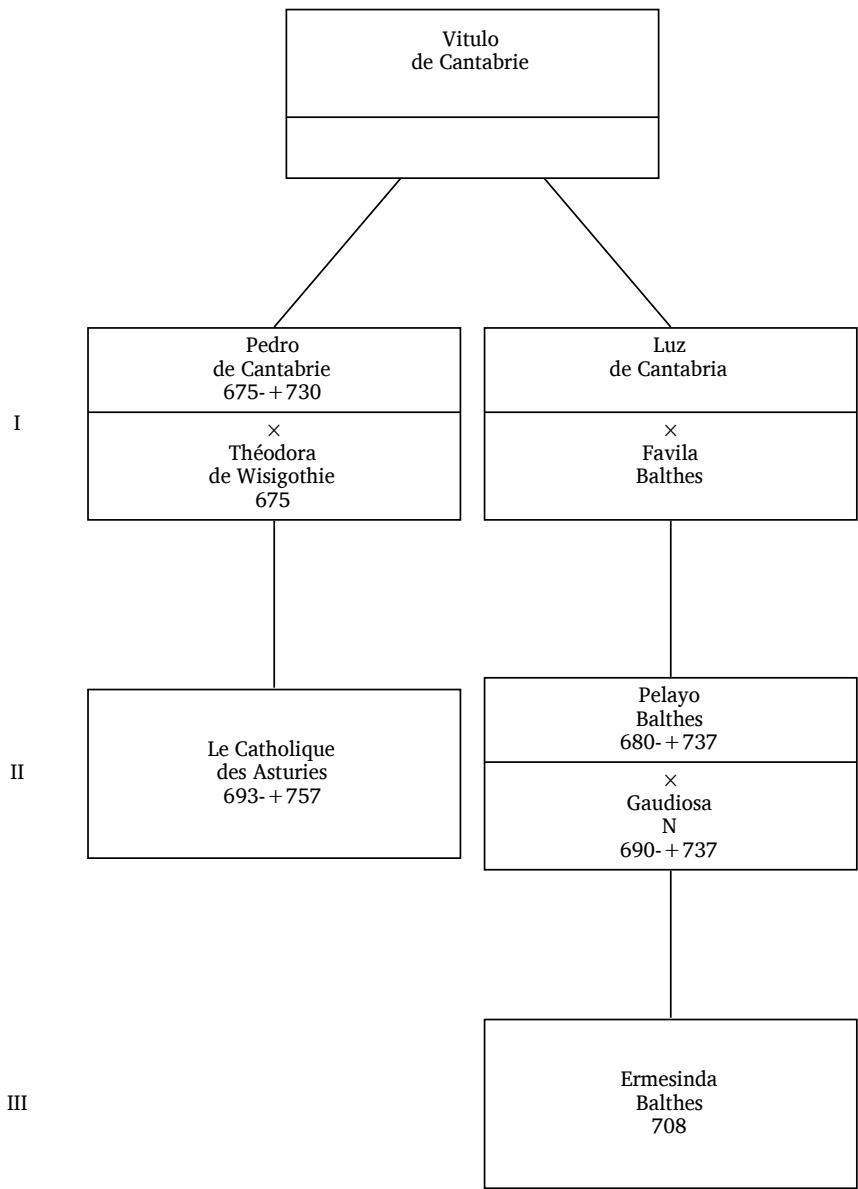 Vitulo
de Cantabrie
Pedro
de Cantabrie
675-+730
×
Théodora
de Wisigothie
675
Luz
de Cantabria
×
Favila
Balthes
I
Le Catholique
des Asturies
693-+757
Pelayo
Balthes
680-+737
×
Gaudiosa
N
690-+737
II
Ermesinda
Balthes
708
III